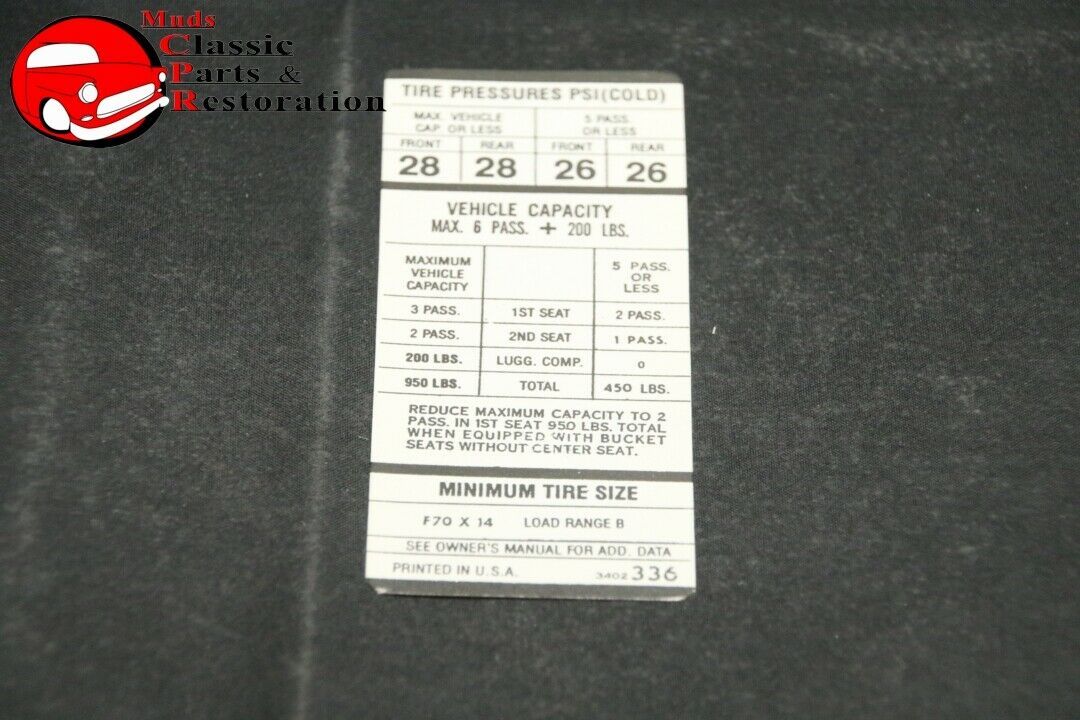 Muds
Classic
Parts &
Restoration
TIRE PRESSURES PSI(COLD)
MAX. VEHICLE CAP. OR LESS 5 PASS. OR LESS
FRONT REAR FRONT REAR
28 28 26 26
VEHICLE CAPACITY
MAX. 6 PASS. + 200 LBS.
MAXIMUM VEHICLE CAPACITY 5 PASS. OR LESS
3 PASS. 1ST SEAT 2 PASS.
2 PASS. 2ND SEAT 1 PASS.
200 LBS. LUGG. COMP. 0
950 LBS. TOTAL 450 LBS.
REDUCE MAXIMUM CAPACITY TO 2
PASS. IN 1ST SEAT 950 LBS. TOTAL
WHEN EQUIPPED WITH BUCKET
SEATS WITHOUT CENTER SEAT.
MINIMUM TIRE SIZE
F70 X 14 LOAD RANGE B
SEE OWNER'S MANUAL FOR ADD. DATA
PRINTED IN U.S.A. 3402336